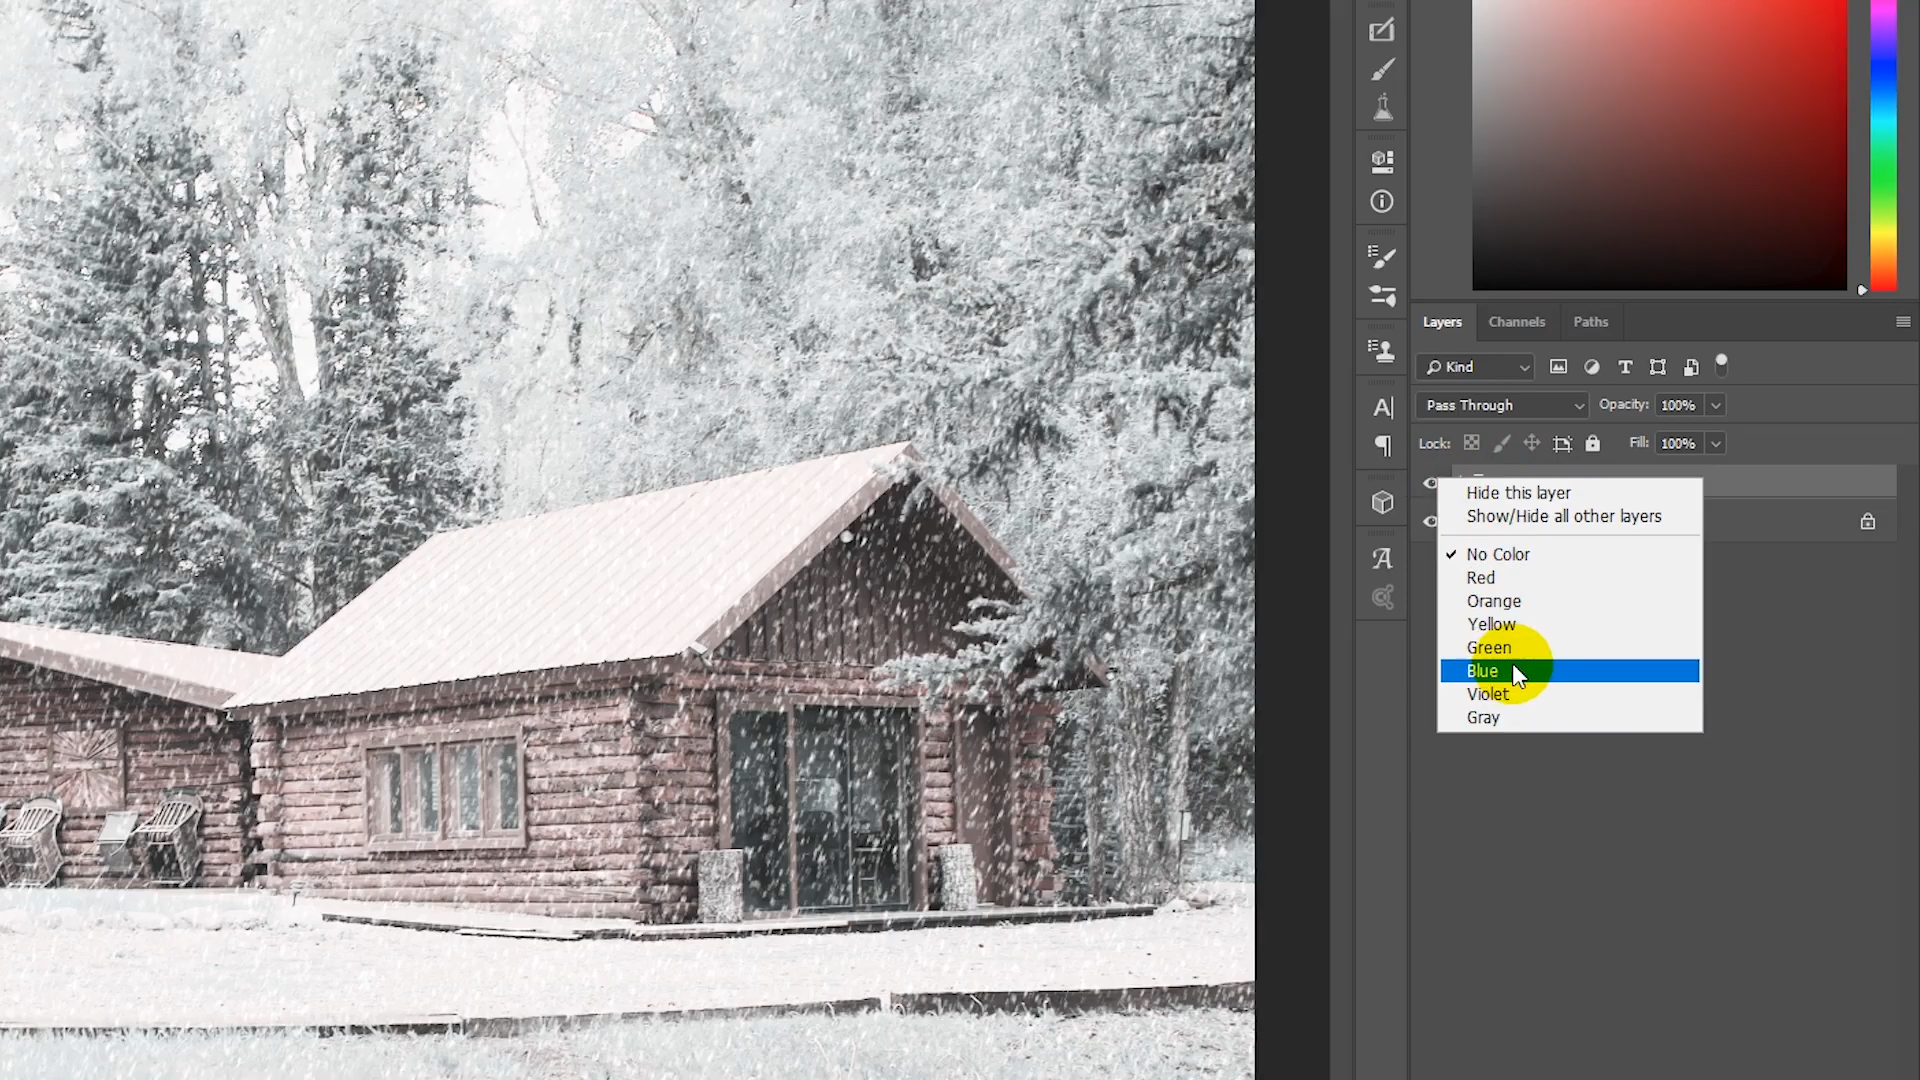 Layers Channels Paths
Kind
Pass Through Opacity: 100%
Lock: Fill: 100%
Hide this layer
Show/Hide all other layers
No Color
Red
Orange
Yellow
Green
Blue
Violet
Gray